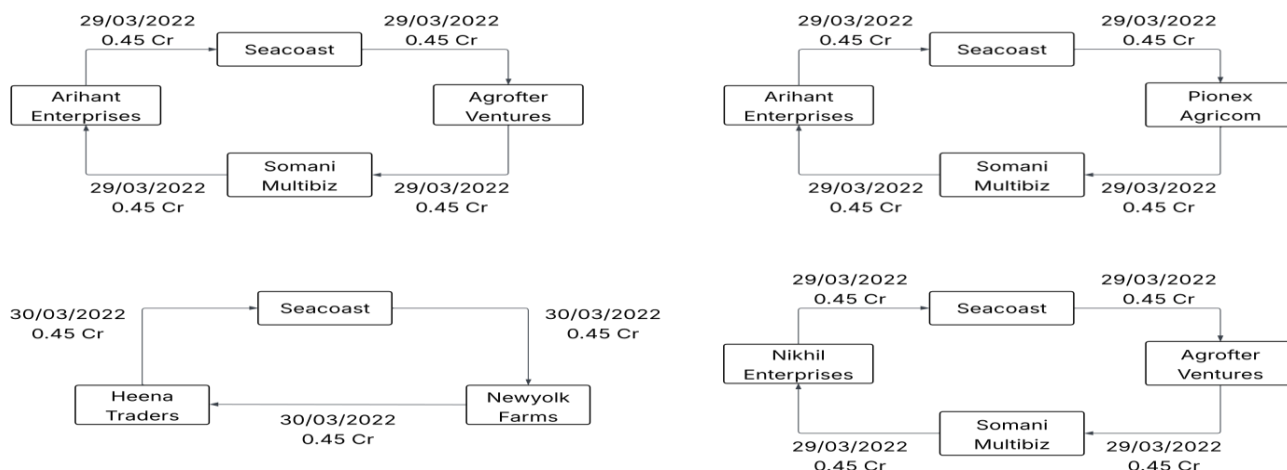 29/03/2022
0.45 Cr
29/03/2022
0.45 Cr
Seacoast
Arihant
Enterprises
Agrofter
Ventures
Somani
Multibiz
29/03/2022
0.45 Cr
29/03/2022
0.45 Cr
29/03/2022
0.45 Cr
29/03/2022
0.45 Cr
Seacoast
Arihant
Enterprises
Pionex
Agricom
Somani
Multibiz
29/03/2022
0.45 Cr
29/03/2022
0.45 Cr
Seacoast
30/03/2022
0.45 Cr
30/03/2022
0.45 Cr
Heena
Traders
Newyolk
Farms
30/03/2022
0.45 Cr
29/03/2022
0.45 Cr
29/03/2022
0.45 Cr
Seacoast
Nikhil
Enterprises
Agrofter
Ventures
Somani
Multibiz
29/03/2022
0.45 Cr
29/03/2022
0.45 Cr